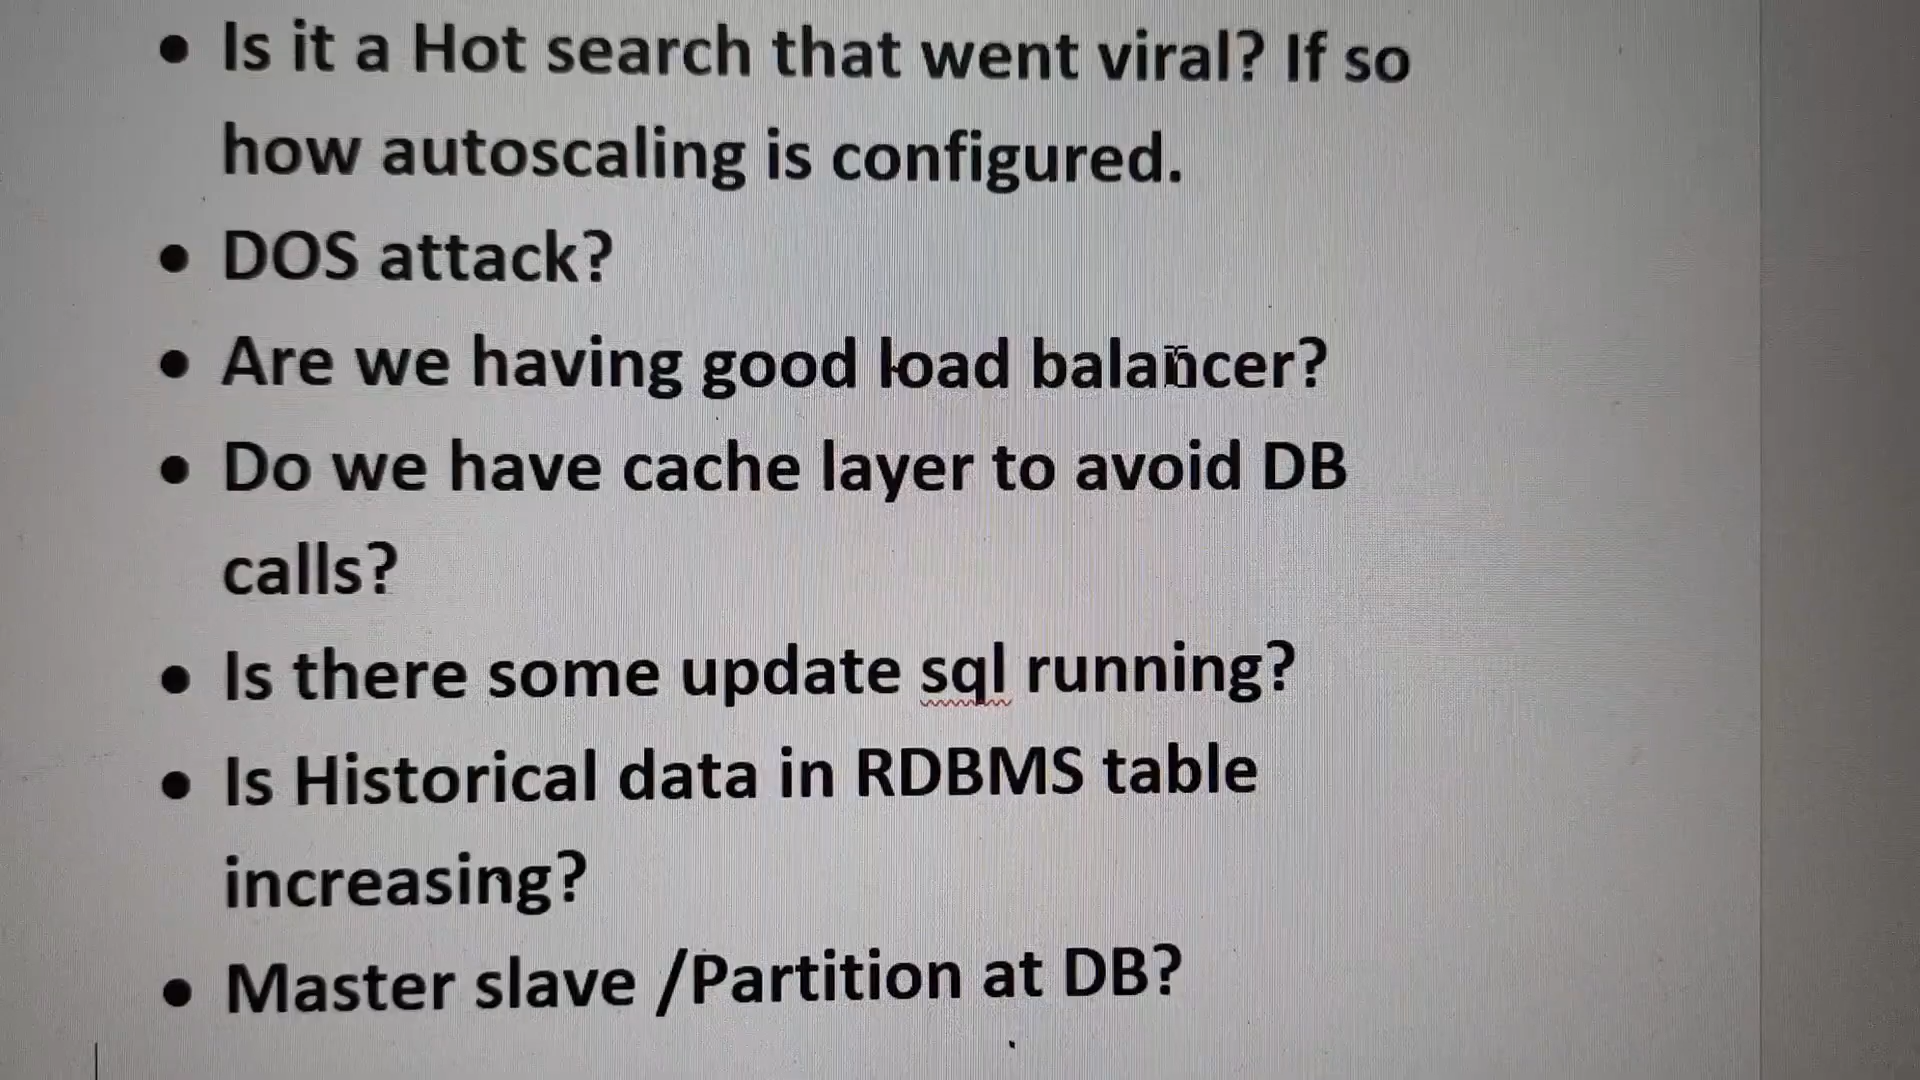 • Is it a Hot search that went viral? If so
how autoscaling is configured.
• DOS attack?
• Are we having good load balancer?
• Do we have cache layer to avoid DB
calls?
• Is there some update sql running?
• Is Historical data in RDBMS table
increasing?
• Master slave /Partition at DB?